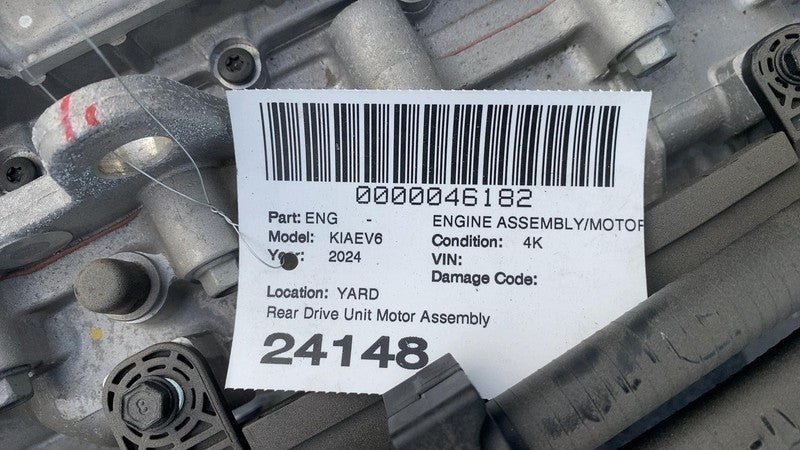 0000046182
Part: ENG - ENGINE ASSEMBLY/MOTOR
Model: KIAEV6 Condition: 4K
Year: 2024 VIN:
Damage Code:
Location: YARD
Rear Drive Unit Motor Assembly
24148
8